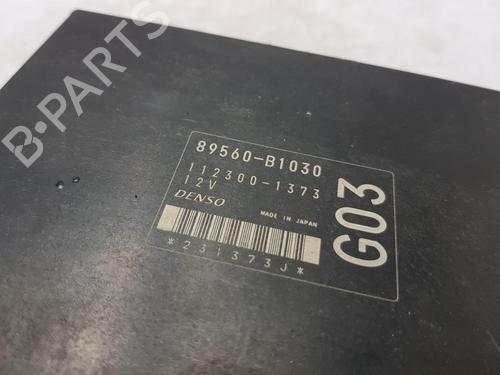 B-PARTS
89560-B1030
112300-1373
12V
DENSO
MADE IN JAPAN
*231373J*
G03